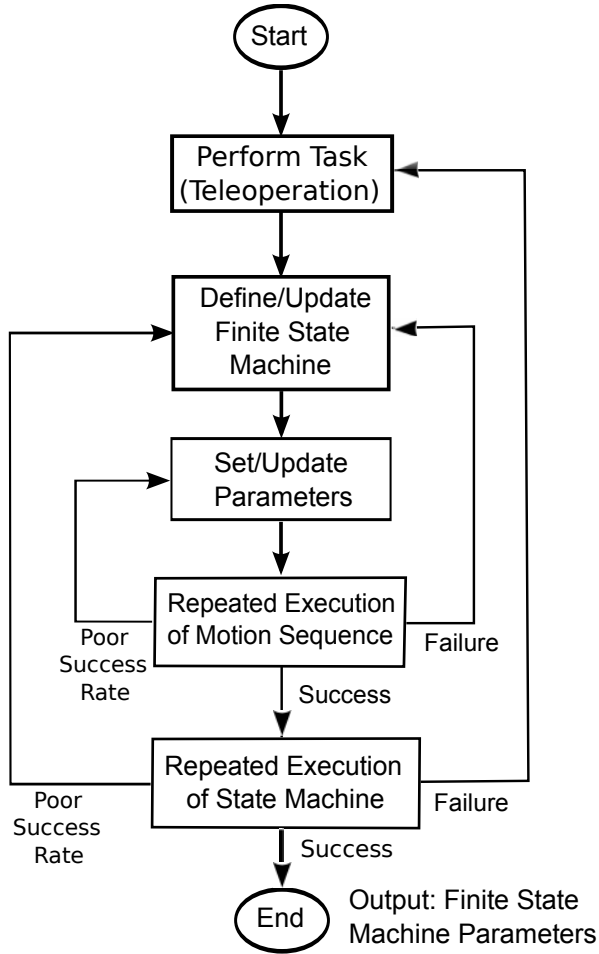 Start
Perform Task
(Teleoperation)
Define/Update
Finite State
Machine
Set/Update
Parameters
Repeated Execution
of Motion Sequence
Poor
Success
Rate
Failure
Success
Repeated Execution
of State Machine
Poor
Success
Rate
Failure
Success
End
Output: Finite State
Machine Parameters